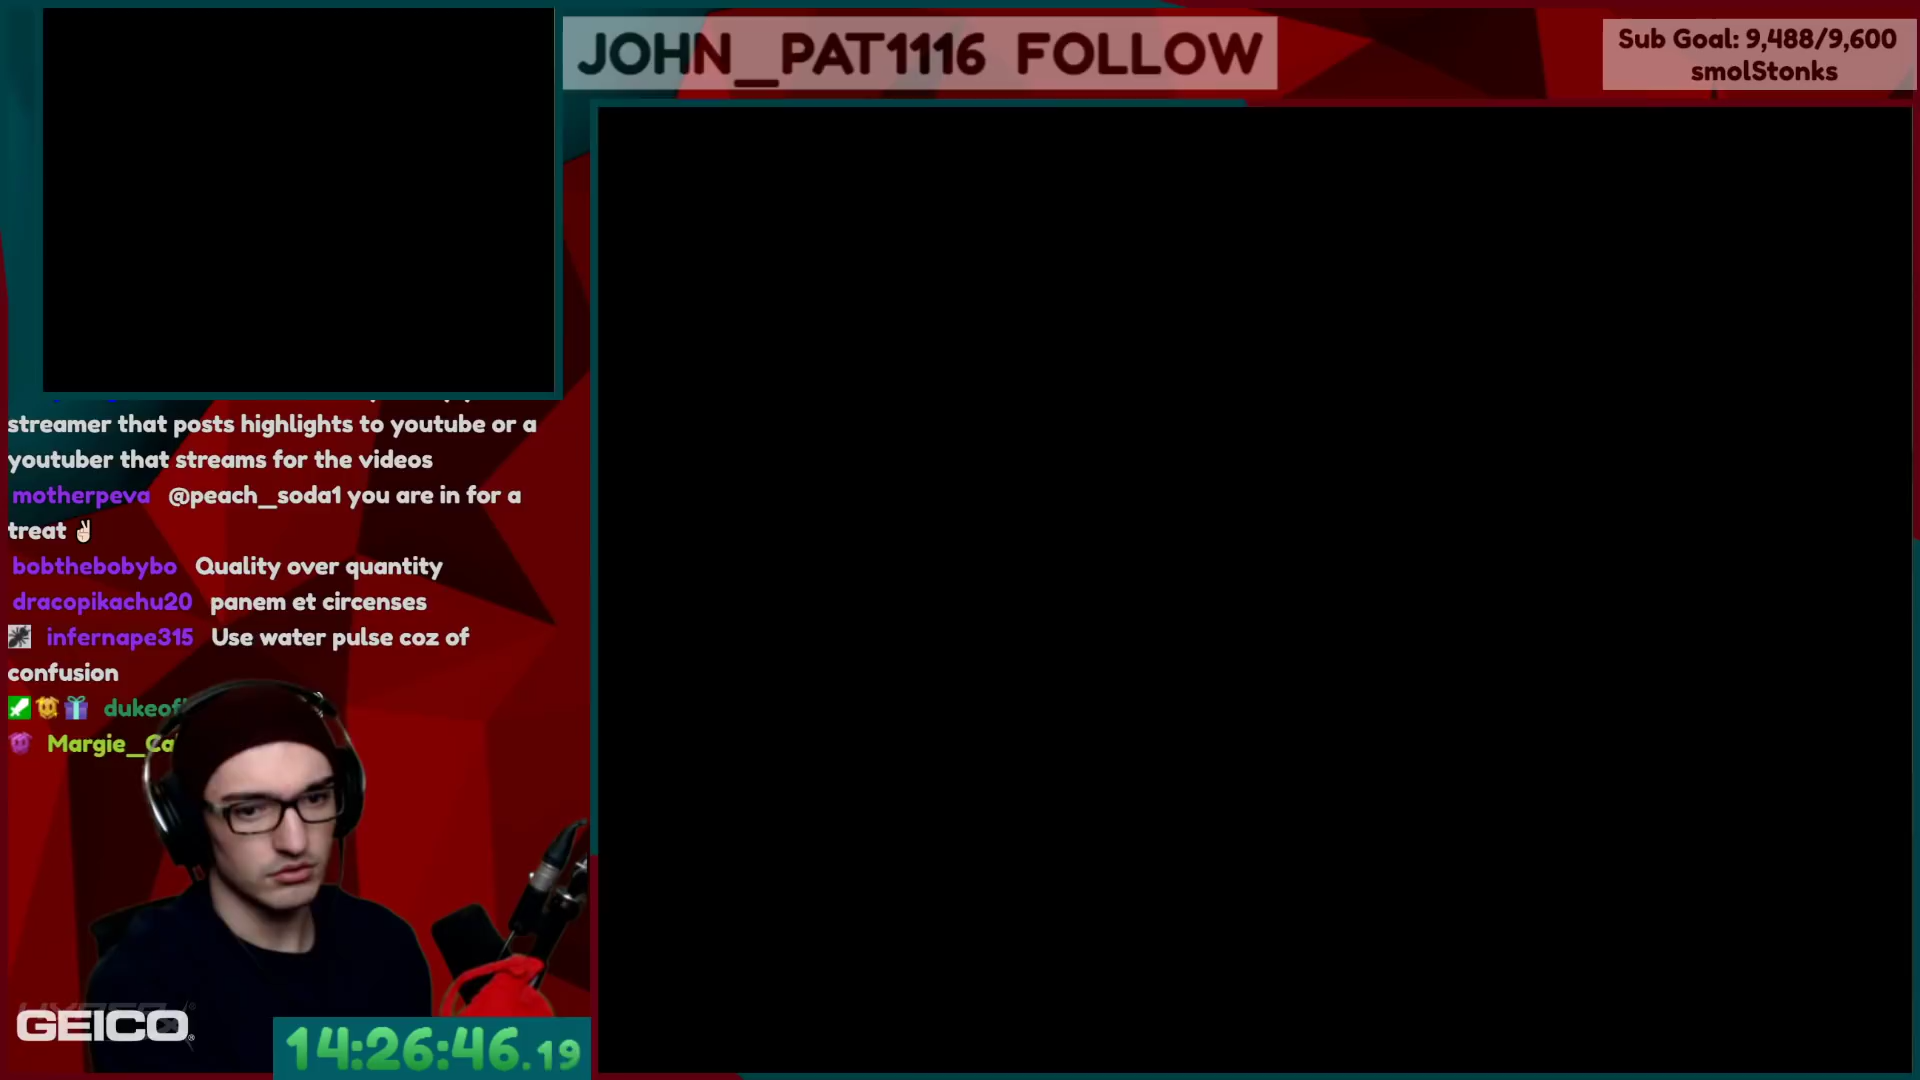 JOHN_PAT1116 FOLLOW
Sub Goal: 9,488/9,600
smolStonks
streamer that posts highlights to youtube or a
youtuber that streams for the videos
motherpeva @peach_soda1 you are in for a
treat ✌🏻
bobthebobybo Quality over quantity
dracopikachu20 panem et circenses
infernape315 Use water pulse coz of
confusion
GEICO
14:26:46.19